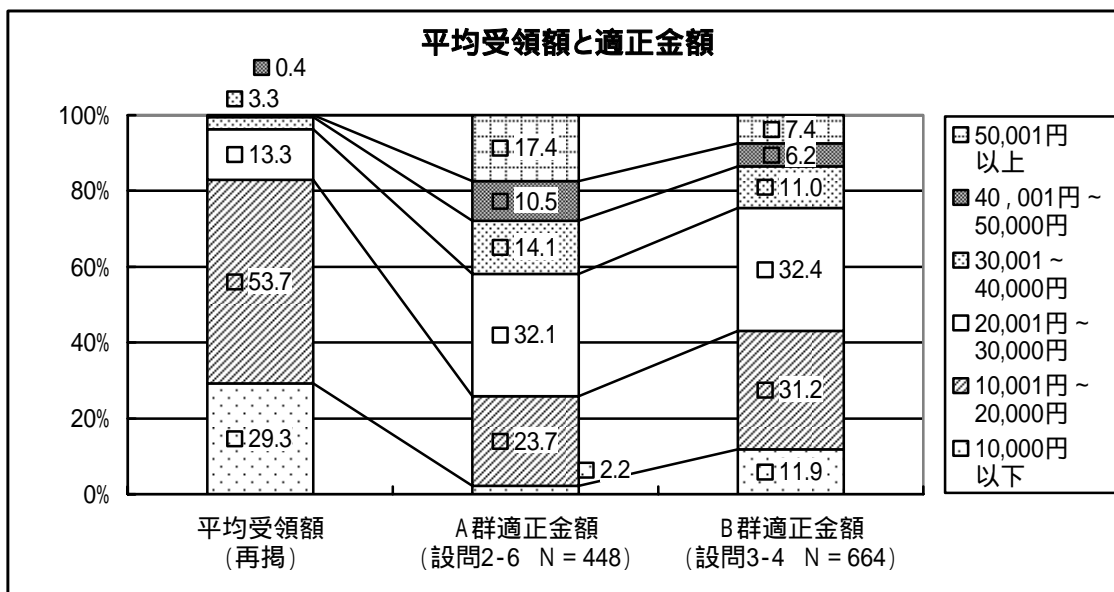 平均受領額と適正金額
0.4
3.3
100%
80%
60%
40%
20%
0%
13.3
53.7
29.3
17.4
10.5
14.1
32.1
23.7
2.2
7.4
6.2
11.0
32.4
31.2
11.9
平均受領額
(再掲)
A群適正金額
(設問2-6 N=448)
B群適正金額
(設問3-4 N=664)
50,001円
以上
40,001円~
50,000円
30,001~
40,000円
20,001円~
30,000円
10,001円~
20,000円
10,000円
以下